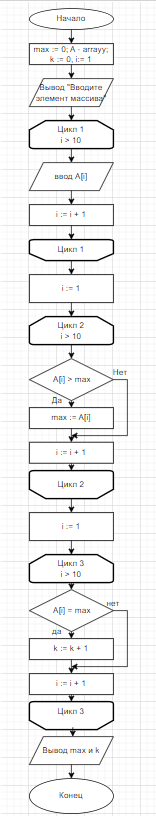 Начало
max := 0; A - arrayy;
k := 0, i:= 1
Вывод "Вводите
элемент массива"
Цикл 1
i > 10
ввод A[i]
i := i + 1
Цикл 1
i := 1
Цикл 2
i > 10
A[i] > max
Нет
Да
max := A[i]
i := i + 1
Цикл 2
i := 1
Цикл 3
i > 10
A[i] = max
нет
да
k := k + 1
i := i + 1
Цикл 3
Вывод max и k
Конец